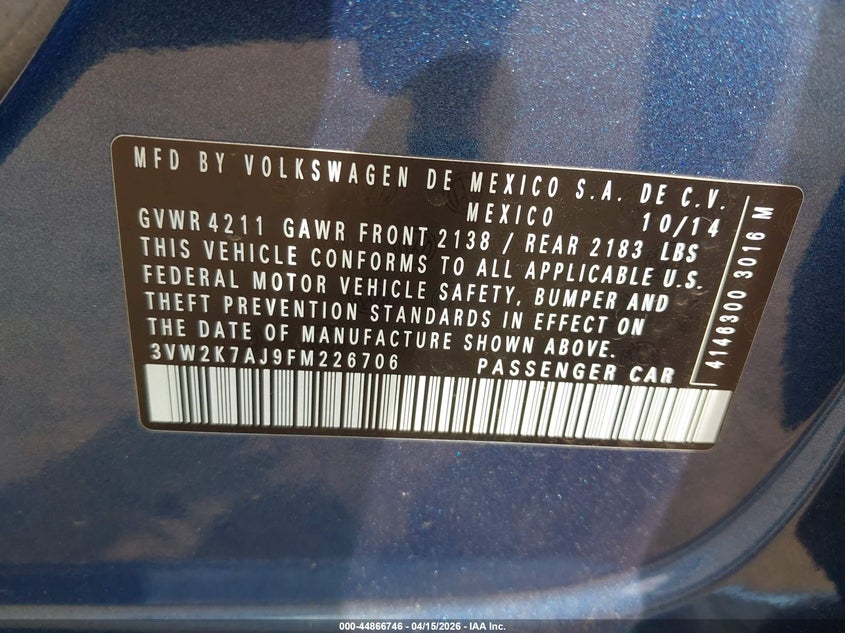 MFD BY VOLKSWAGEN DE MEXICO S.A. DE C.V.
MEXICO 10/14
GVWR 4211 GAWR FRONT 2138 / REAR 2183 LBS
THIS VEHICLE CONFORMS TO ALL APPLICABLE U.S.
FEDERAL MOTOR VEHICLE SAFETY, BUMPER AND
THEFT PREVENTION STANDARDS IN EFFECT ON
THE DATE OF MANUFACTURE SHOWN ABOVE.
3VW2K7AJ9FM226706 PASSENGER CAR
4146300 3016 M
000-44866746 - 04/15/2026 - IAA Inc.